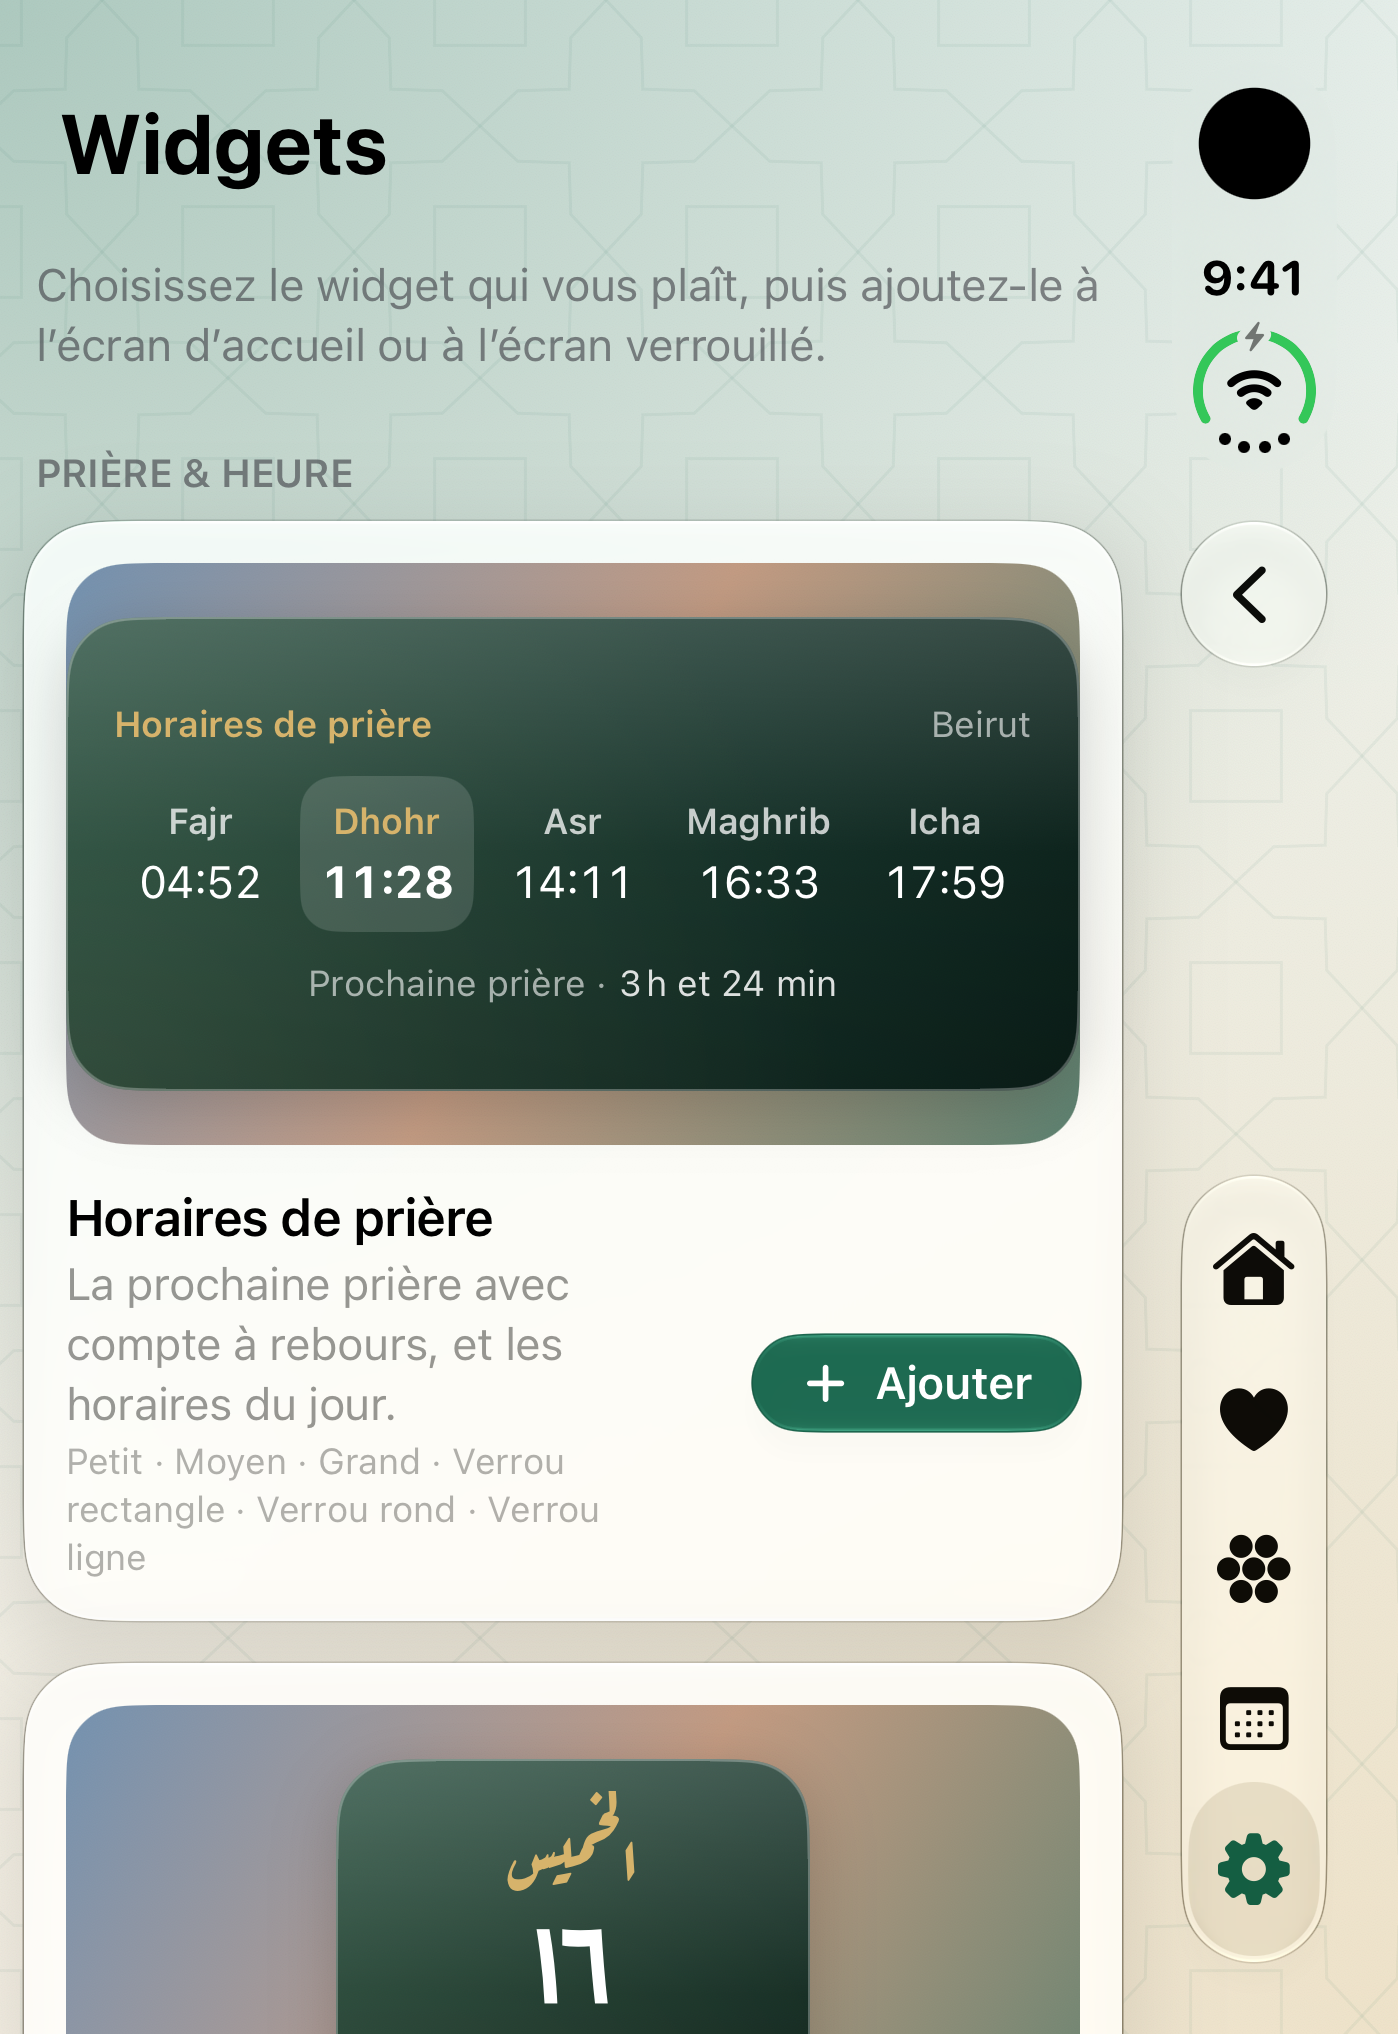 Widgets
9:41
Choisissez le widget qui vous plaît, puis ajoutez-le à
l’écran d’accueil ou à l’écran verrouillé.
PRIÈRE & HEURE
Horaires de prière
Beirut
Fajr
Dhohr
Asr
Maghrib
Icha
04:52
11:28
14:11
16:33
17:59
Prochaine prière · 3 h et 24 min
Horaires de prière
La prochaine prière avec
compte à rebours, et les
horaires du jour.
Petit · Moyen · Grand · Verrou
rectangle · Verrou rond · Verrou
ligne
Ajouter
الخميس
١٦